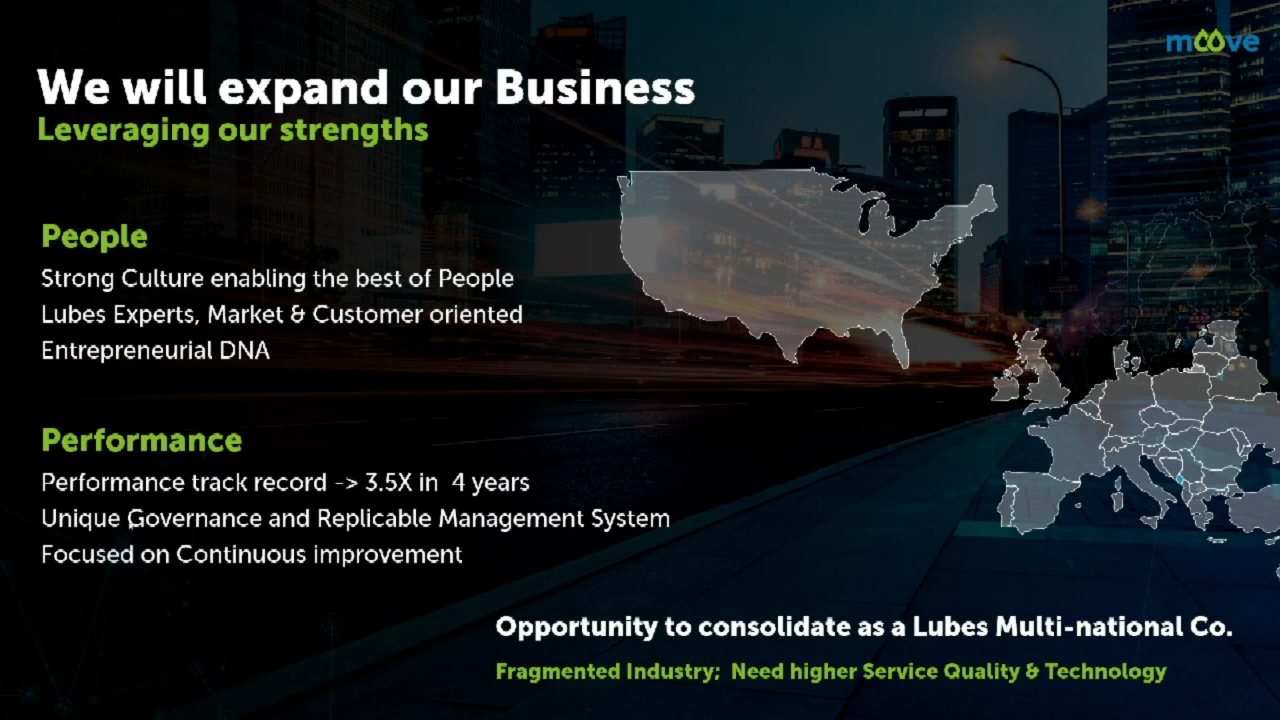 moove
We will expand our Business
Leveraging our strengths
People
Strong Culture enabling the best of People
Lubes Experts, Market & Customer oriented
Entrepreneurial DNA
Performance
Performance track record -> 3.5X in 4 years
Unique Governance and Replicable Management System
Focused on Continuous improvement
Opportunity to consolidate as a Lubes Multi-national Co.
Fragmented Industry; Need higher Service Quality & Technology